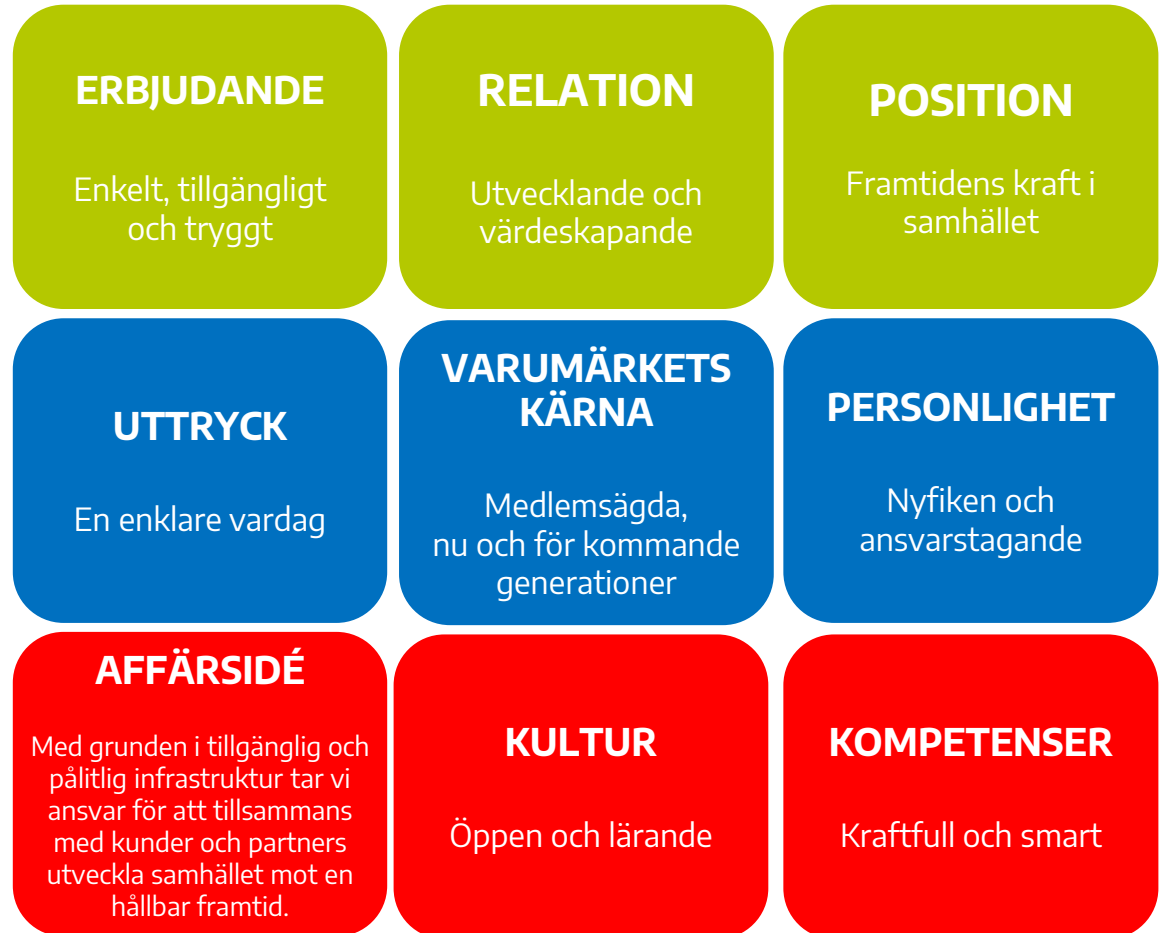 ERBJUDANDE
Enkelt, tillgängligt
och tryggt
RELATION
Utvecklande och
värdeskapande
POSITION
Framtidens kraft i
samhället
UTTRYCK
En enklare vardag
VARUMÄRKETS
KÄRNA
Medlemsägda,
nu och för kommande
generationer
PERSONLIGHET
Nyfiken och
ansvarstagande
AFFÄRSIDÉ
Med grunden i tillgänglig och
pålitlig infrastruktur tar vi
ansvar för att tillsammans
med kunder och partners
utveckla samhället mot en
hållbar framtid.
KULTUR
Öppen och lärande
KOMPETENSER
Kraftfull och smart